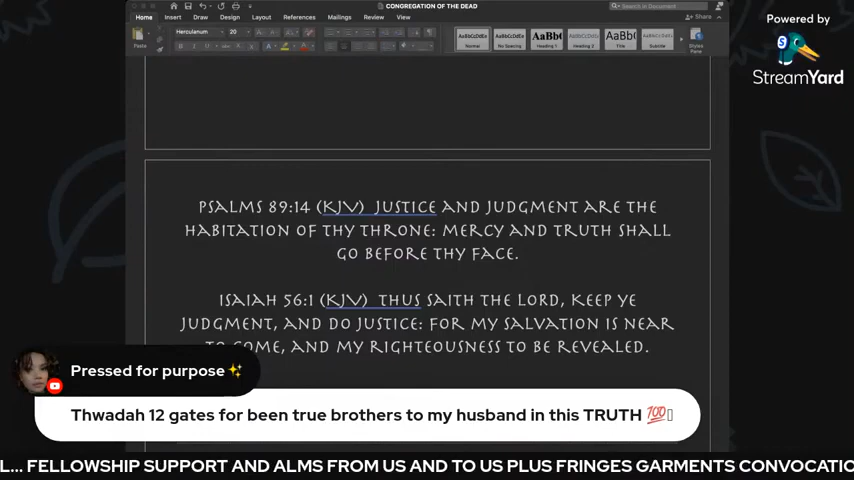 CONGREGATION OF THE DEAD
Search in Document
Home Insert Draw Design Layout References Mailings Review View
Share
Paste
Herculanum 20
AaBbCcDdEe AaBbCcDdEe AaBbCc AaBbCcDdEe AaBb( AaBbCcDdEe
Normal No Spacing Heading 1 Heading 2 Title Subtitle
Styles
Pane
Powered by
StreamYard
PSALMS 89:14 (KJV) JUSTICE AND JUDGMENT ARE THE
HABITATION OF THY THRONE: MERCY AND TRUTH SHALL
GO BEFORE THY FACE.
ISAIAH 56:1 (KJV) THUS SAITH THE LORD, KEEP YE
JUDGMENT, AND DO JUSTICE: FOR MY SALVATION IS NEAR
TO COME, AND MY RIGHTEOUSNESS TO BE REVEALED.
Pressed for purpose✨
Thwadah 12 gates for been true brothers to my husband in this TRUTH 💯
L... FELLOWSHIP SUPPORT AND ALMS FROM US AND TO US PLUS FRINGES GARMENTS CONVOCATIO